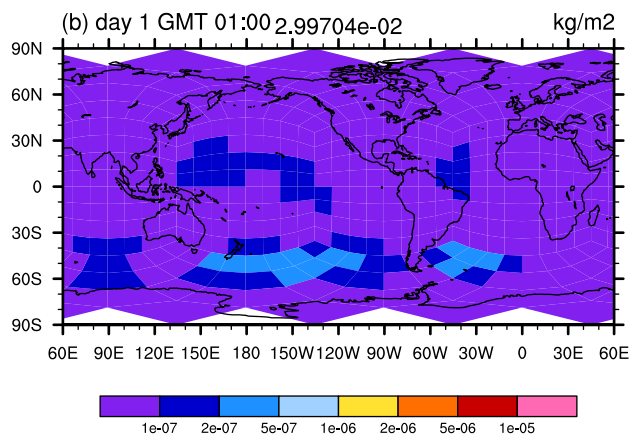 (b) day 1 GMT 01:00 2.99704e-02 kg/m2
90N
60N
30N
0
30S
60S
90S
60E 90E 120E 150E 180 150W 120W 90W 60W 30W 0 30E 60E
1e-07 2e-07 5e-07 1e-06 2e-06 5e-06 1e-05